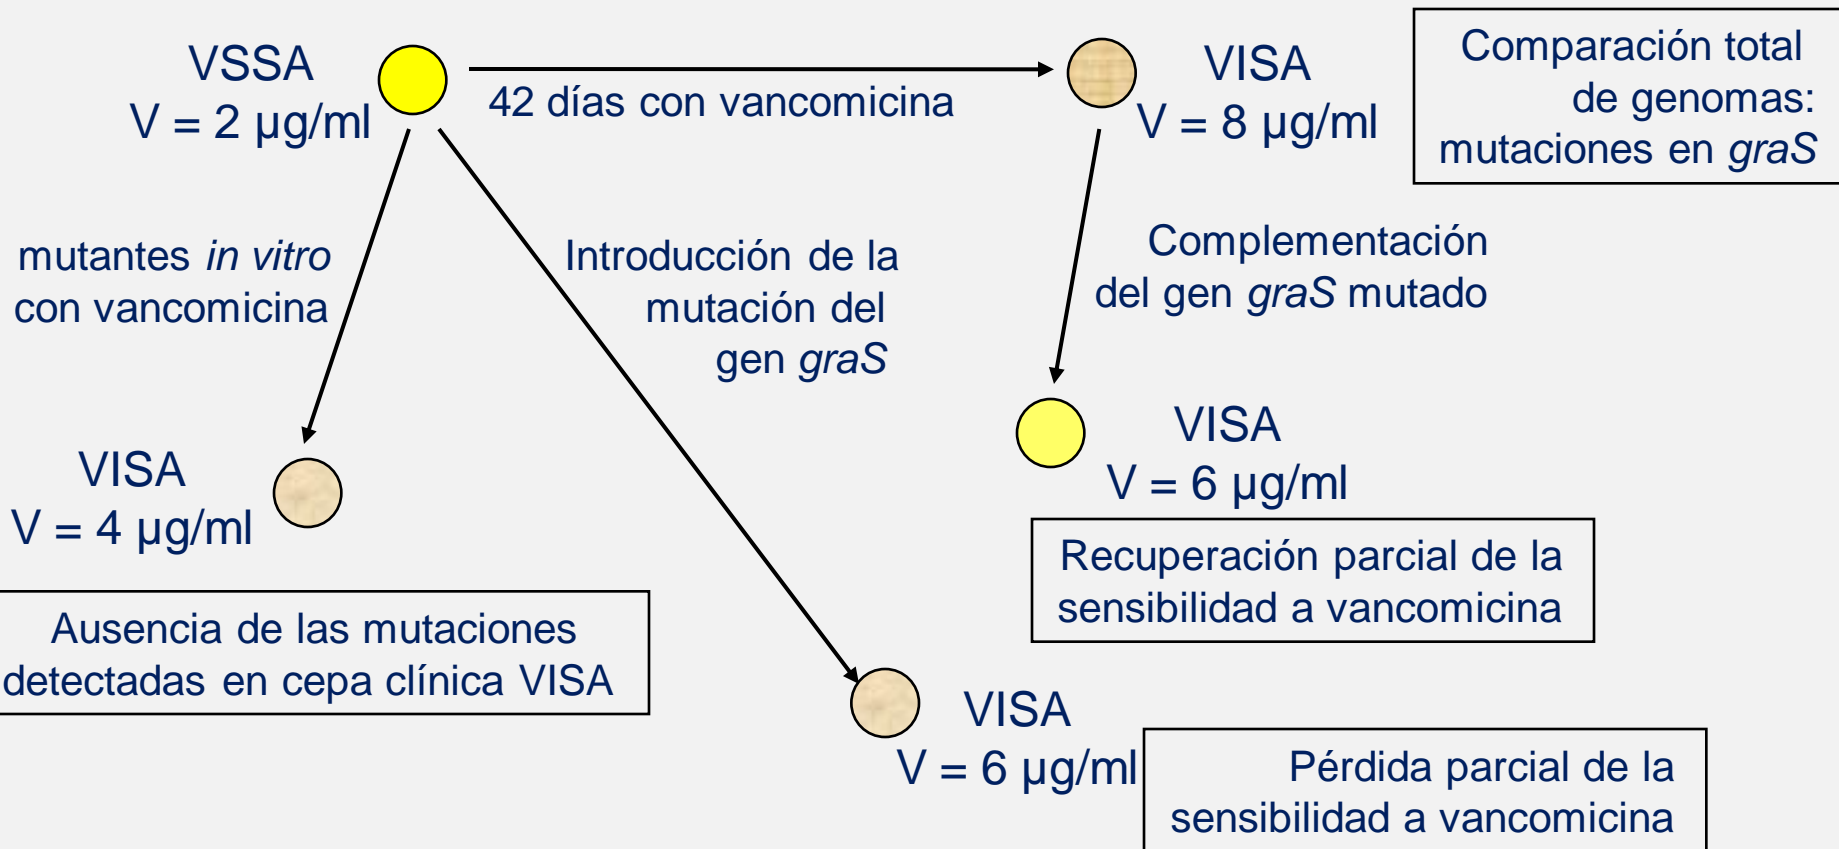 VSSA
V = 2 µg/ml
42 días con vancomicina
VISA
V = 8 µg/ml
Comparación total
de genomas:
mutaciones en graS
mutantes in vitro
con vancomicina
Introducción de la
mutación del
gen graS
Complementación
del gen graS mutado
VISA
V = 4 µg/ml
VISA
V = 6 µg/ml
Recuperación parcial de la
sensibilidad a vancomicina
Ausencia de las mutaciones
detectadas en cepa clínica VISA
VISA
V = 6 µg/ml
Pérdida parcial de la
sensibilidad a vancomicina